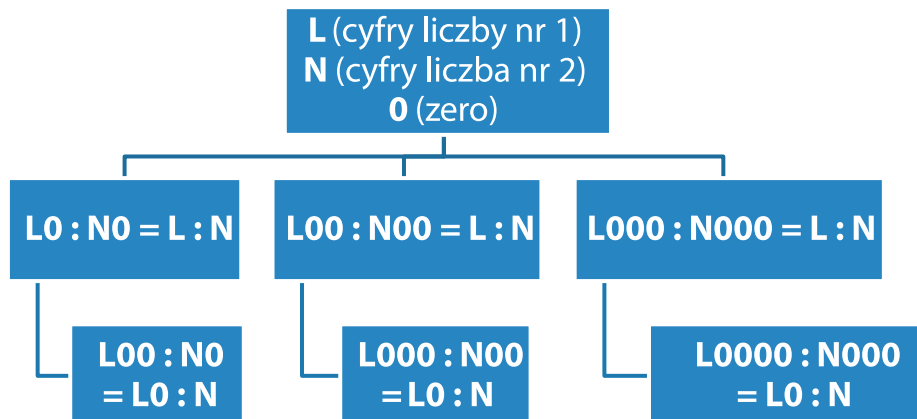 L (cyfry liczby nr 1)
N (cyfry liczba nr 2)
0 (zero)
L0 : N0 = L : N
L00 : N00 = L : N
L000 : N000 = L : N
L00 : N0
= L0 : N
L000 : N00
= L0 : N
L0000 : N000
= L0 : N